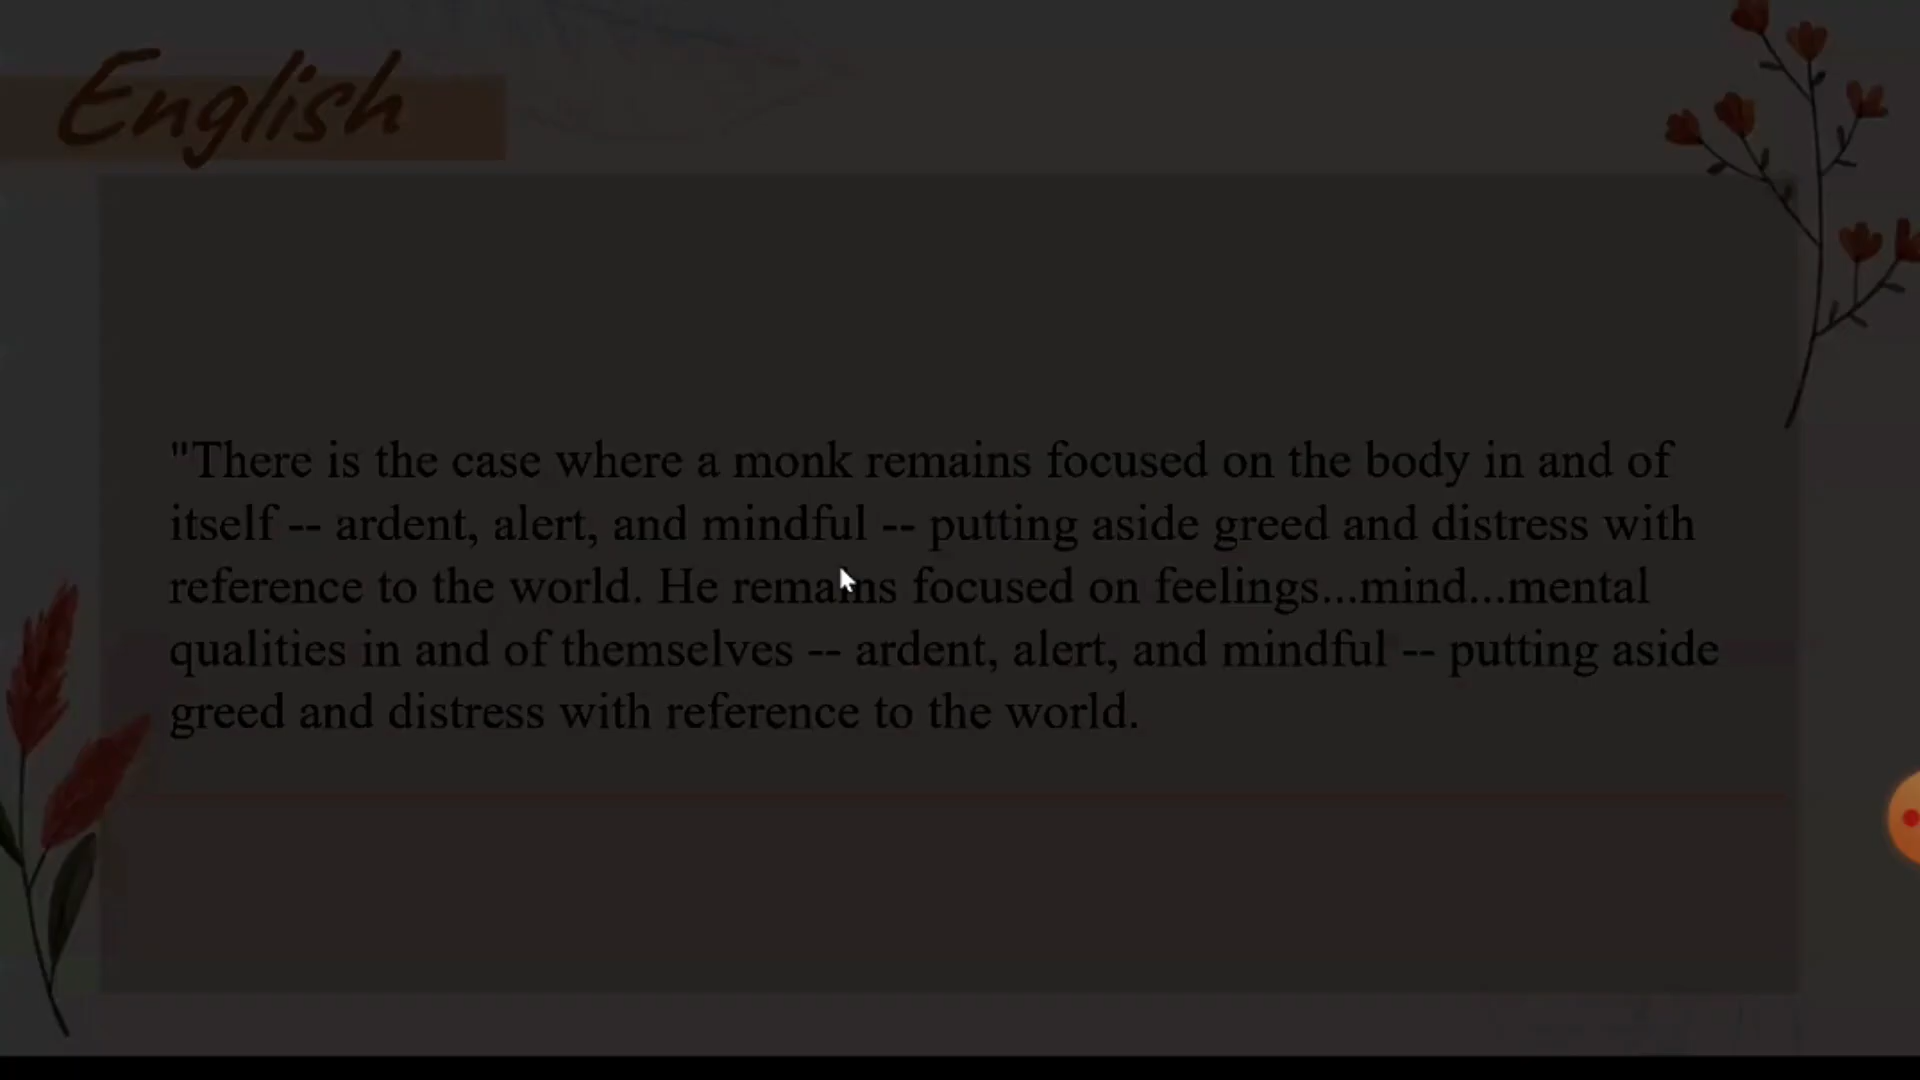 English
"There is the case where a monk remains focused on the body in and of
itself -- ardent, alert, and mindful -- putting aside greed and distress with
reference to the world. He remains focused on feelings...mind...mental
qualities in and of themselves -- ardent, alert, and mindful -- putting aside
greed and distress with reference to the world.